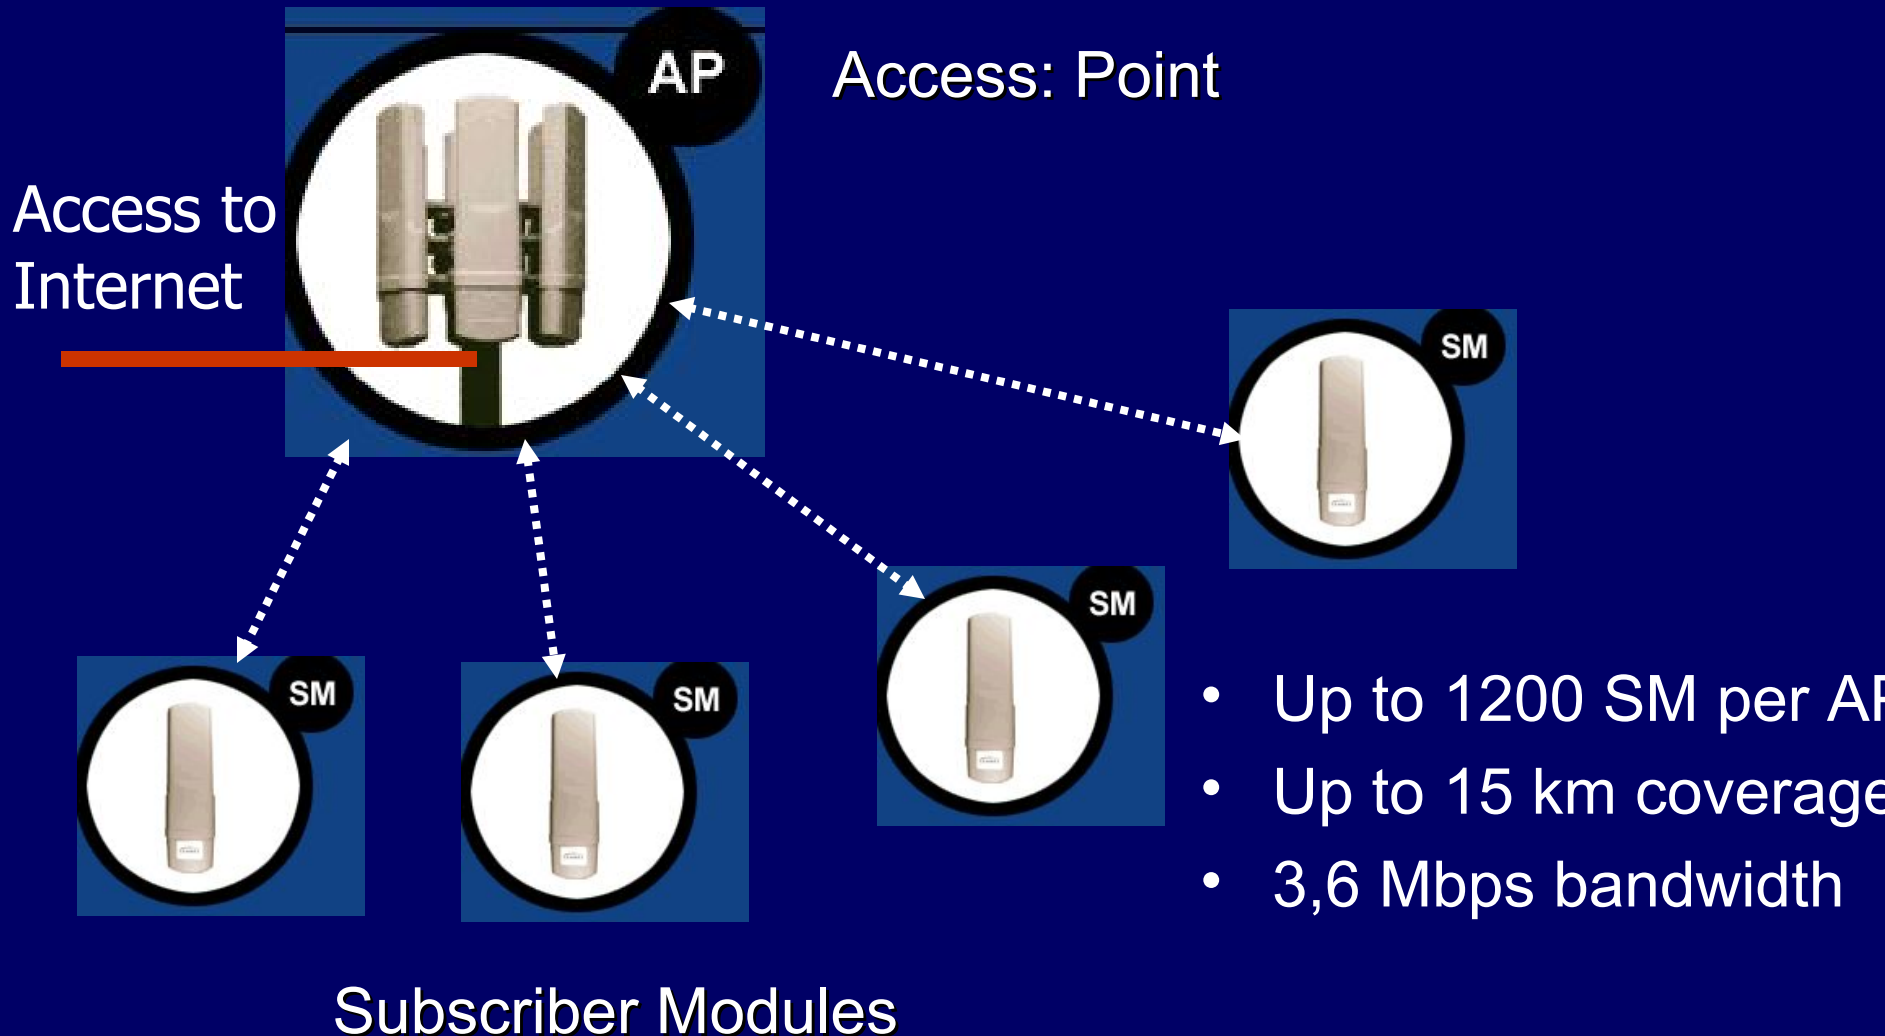 AP
Access: Point
Access to
Internet
SM
SM
SM
SM
• Up to 1200 SM per AP
• Up to 15 km coverage
• 3,6 Mbps bandwidth
Subscriber Modules